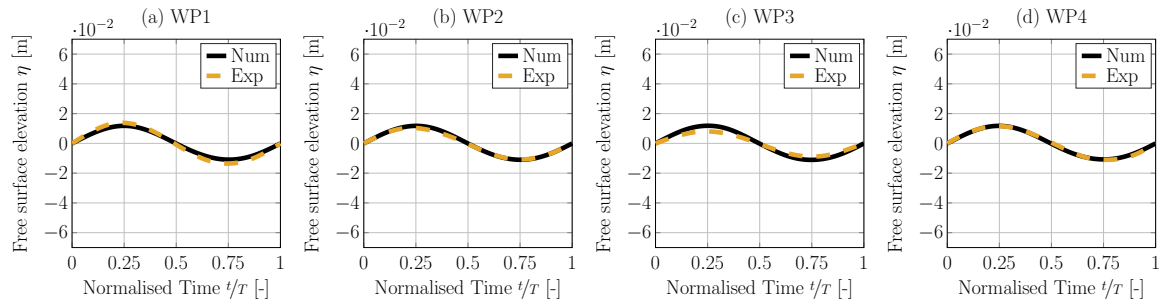 (a) WP1
·10⁻²
Free surface elevation η [m]
6
4
2
0
−2
−4
−6
Num
Exp
0 0.25 0.5 0.75 1
Normalised Time t/T [-]
(b) WP2
·10⁻²
Free surface elevation η [m]
6
4
2
0
−2
−4
−6
Num
Exp
0 0.25 0.5 0.75 1
Normalised Time t/T [-]
(c) WP3
·10⁻²
Free surface elevation η [m]
6
4
2
0
−2
−4
−6
Num
Exp
0 0.25 0.5 0.75 1
Normalised Time t/T [-]
(d) WP4
·10⁻²
Free surface elevation η [m]
6
4
2
0
−2
−4
−6
Num
Exp
0 0.25 0.5 0.75 1
Normalised Time t/T [-]